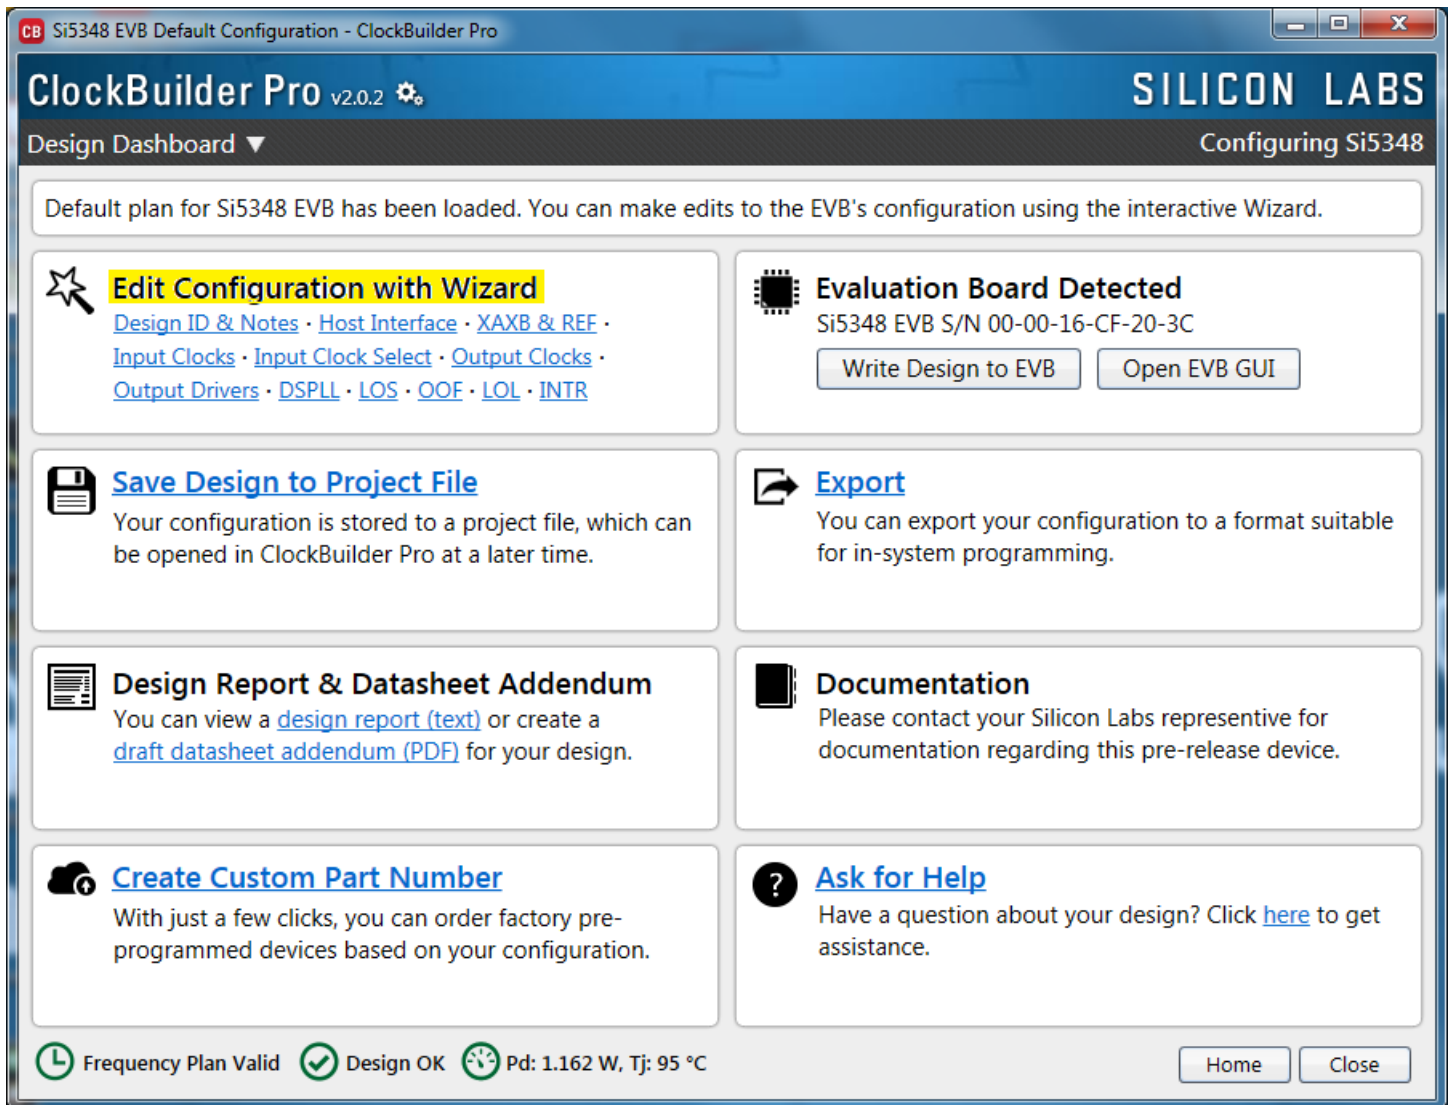 CB Si5348 EVB Default Configuration - ClockBuilder Pro
ClockBuilder Pro v2.0.2
SILICON LABS
Design Dashboard ▼
Configuring Si5348
Default plan for Si5348 EVB has been loaded. You can make edits to the EVB's configuration using the interactive Wizard.
Edit Configuration with Wizard
Design ID & Notes · Host Interface · XAXB & REF ·
Input Clocks · Input Clock Select · Output Clocks ·
Output Drivers · DSPLL · LOS · OOF · LOL · INTR
Evaluation Board Detected
Si5348 EVB S/N 00-00-16-CF-20-3C
Write Design to EVB
Open EVB GUI
Save Design to Project File
Your configuration is stored to a project file, which can
be opened in ClockBuilder Pro at a later time.
Export
You can export your configuration to a format suitable
for in-system programming.
Design Report & Datasheet Addendum
You can view a design report (text) or create a
draft datasheet addendum (PDF) for your design.
Documentation
Please contact your Silicon Labs representive for
documentation regarding this pre-release device.
Create Custom Part Number
With just a few clicks, you can order factory pre-
programmed devices based on your configuration.
? Ask for Help
Have a question about your design? Click here to get
assistance.
Frequency Plan Valid
Design OK
Pd: 1.162 W, Tj: 95 °C
Home
Close